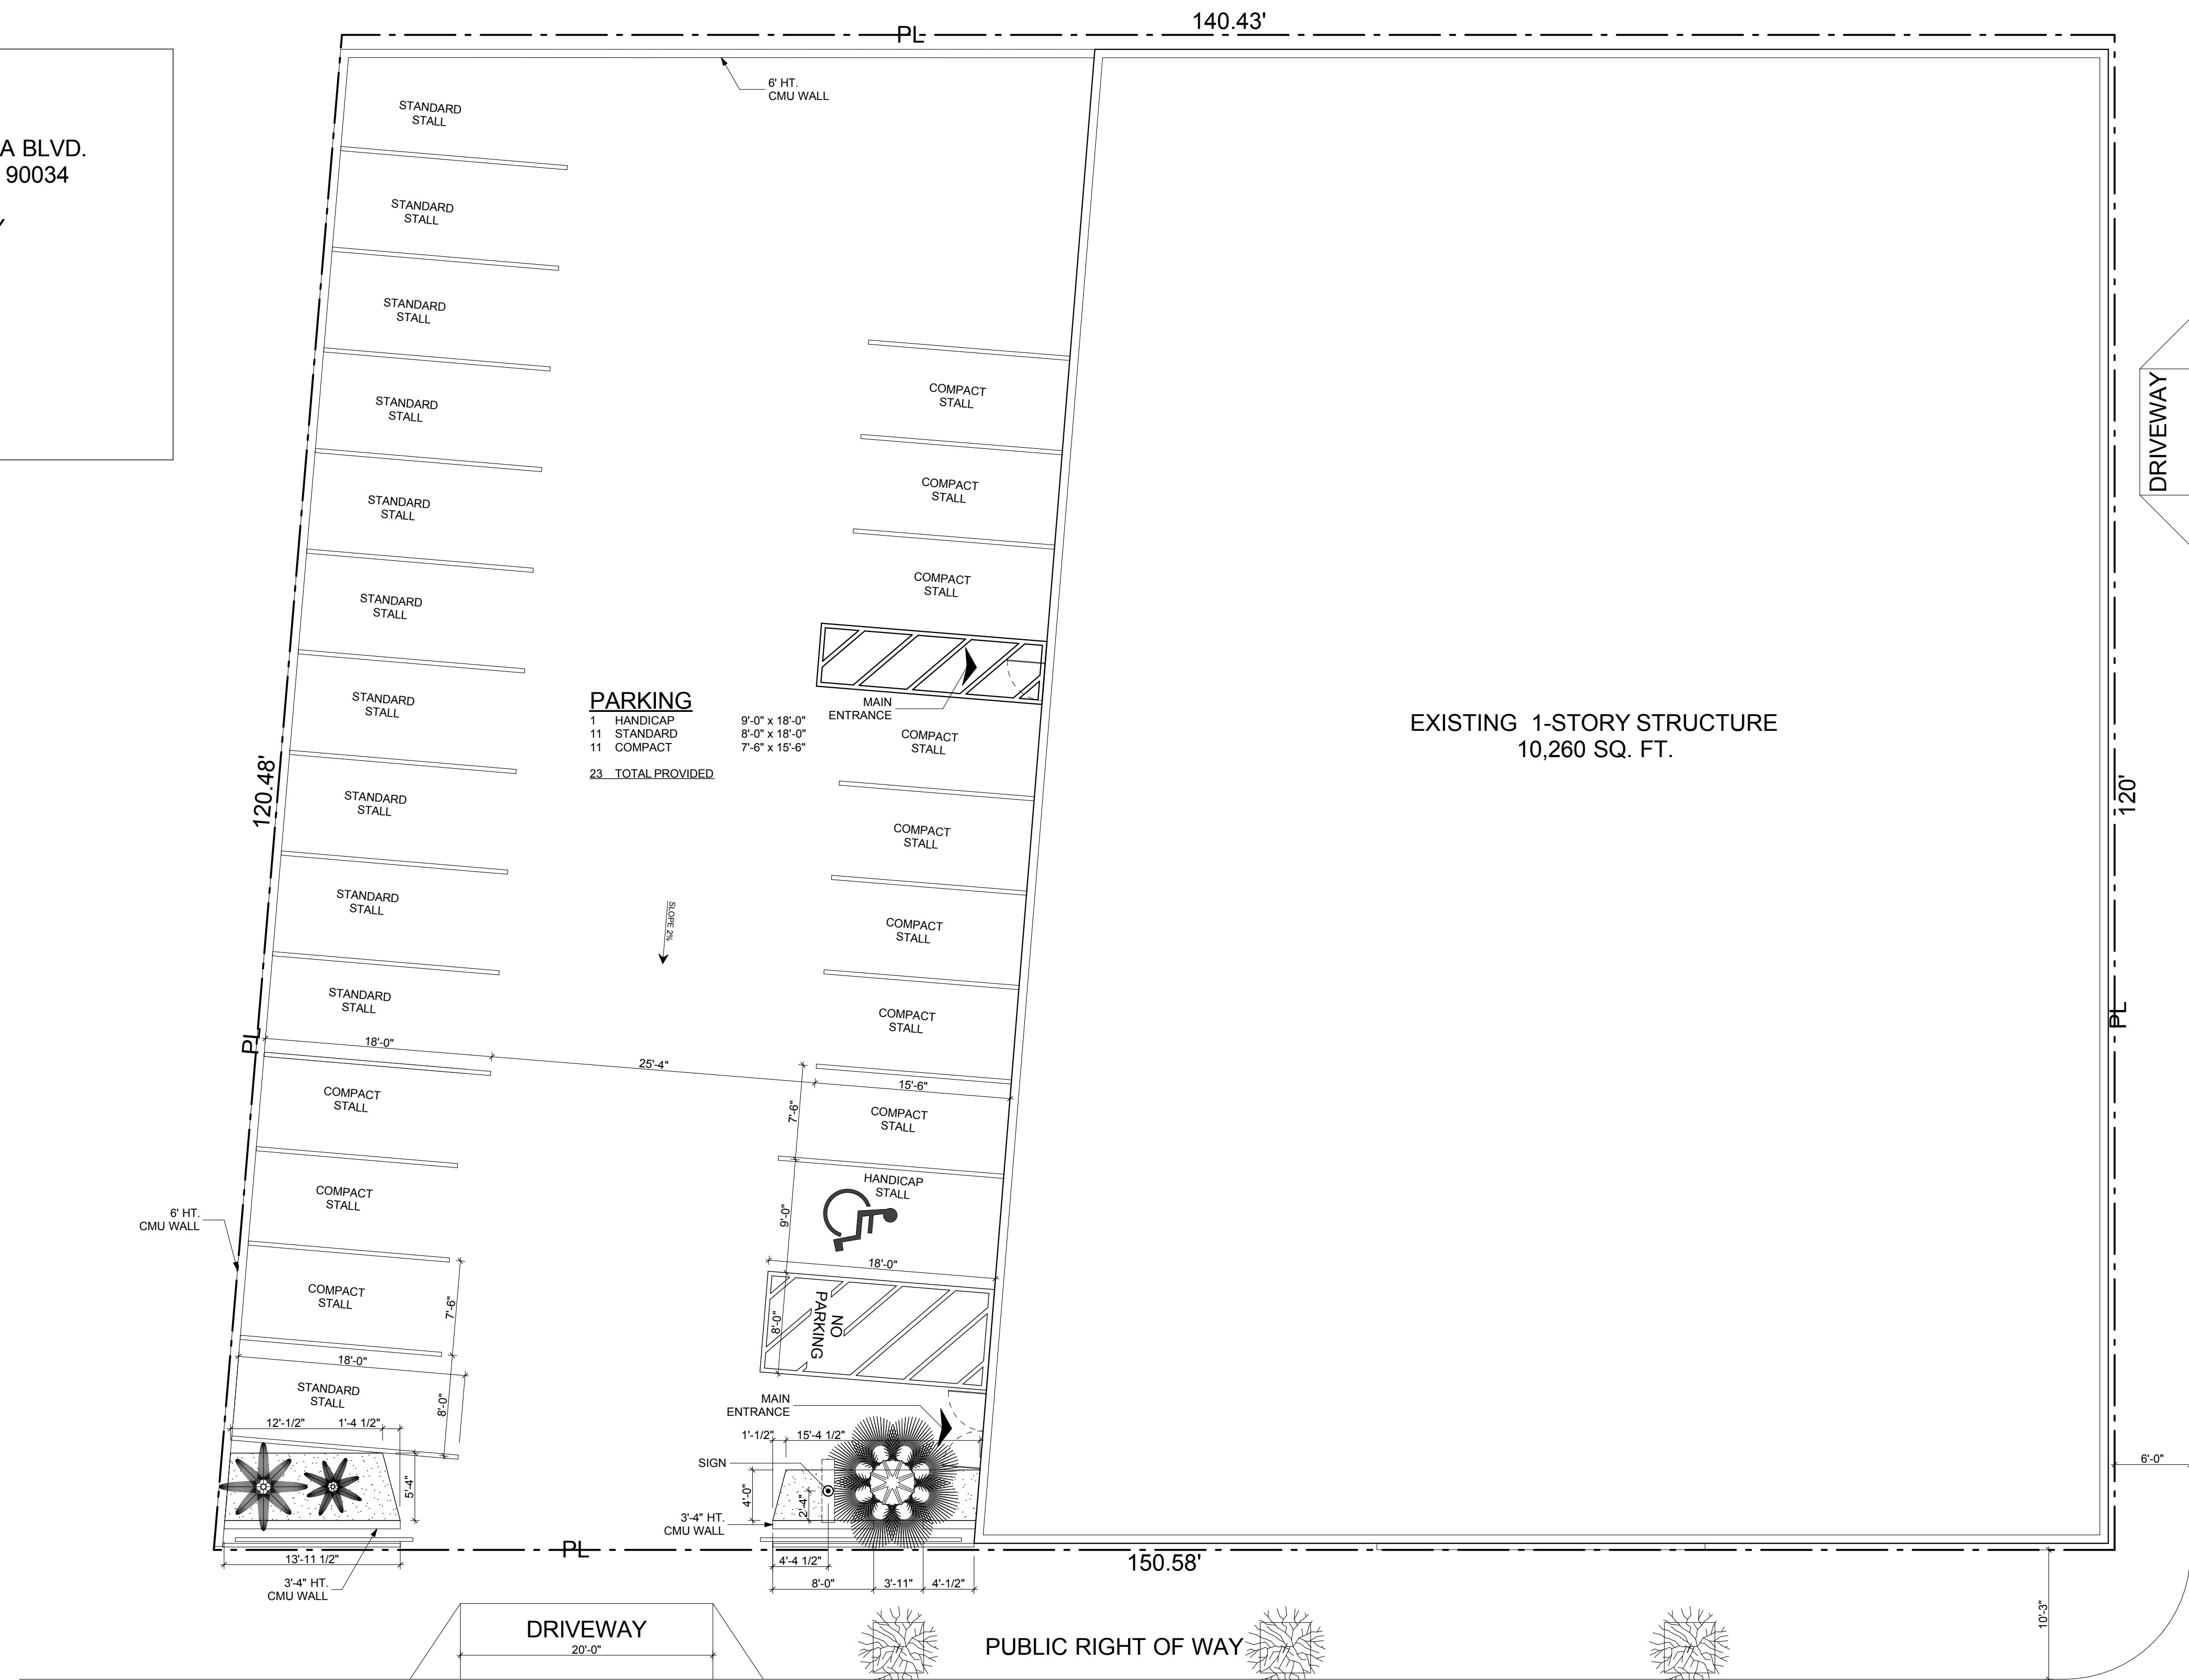 140.43'
PL
6' HT.
CMU WALL
A BLVD.
90034
Y
STANDARD
STALL
STANDARD
STALL
STANDARD
STALL
STANDARD
STALL
STANDARD
STALL
STANDARD
STALL
STANDARD
STALL
STANDARD
STALL
STANDARD
STALL
STANDARD
STALL
COMPACT
STALL
COMPACT
STALL
COMPACT
STALL
STANDARD
STALL
COMPACT
STALL
COMPACT
STALL
COMPACT
STALL
MAIN
ENTRANCE
COMPACT
STALL
COMPACT
STALL
COMPACT
STALL
COMPACT
STALL
COMPACT
STALL
HANDICAP
STALL
PARKING
1 HANDICAP 9'-0" x 18'-0"
11 STANDARD 8'-0" x 18'-0"
11 COMPACT 7'-6" x 15'-6"
23 TOTAL PROVIDED
EXISTING 1-STORY STRUCTURE
10,260 SQ. FT.
DRIVEWAY
120.48'
120'
SLOPE 2%
PL
PL
18'-0"
25'-4"
15'-6"
7'-6"
9'-0"
18'-0"
8'-0"
NO
PARKING
6' HT.
CMU WALL
7'-6"
18'-0"
8'-0"
12'-1/2"
1'-4 1/2"
5'-4"
MAIN
ENTRANCE
1'-1/2"
15'-4 1/2"
SIGN
4'-0"
2'-4"
3'-4" HT.
CMU WALL
6'-0"
PL
13'-11 1/2"
3'-4" HT.
CMU WALL
4'-4 1/2"
8'-0"
3'-11"
4'-1/2"
150.58'
10'-3"
DRIVEWAY
20'-0"
PUBLIC RIGHT OF WAY